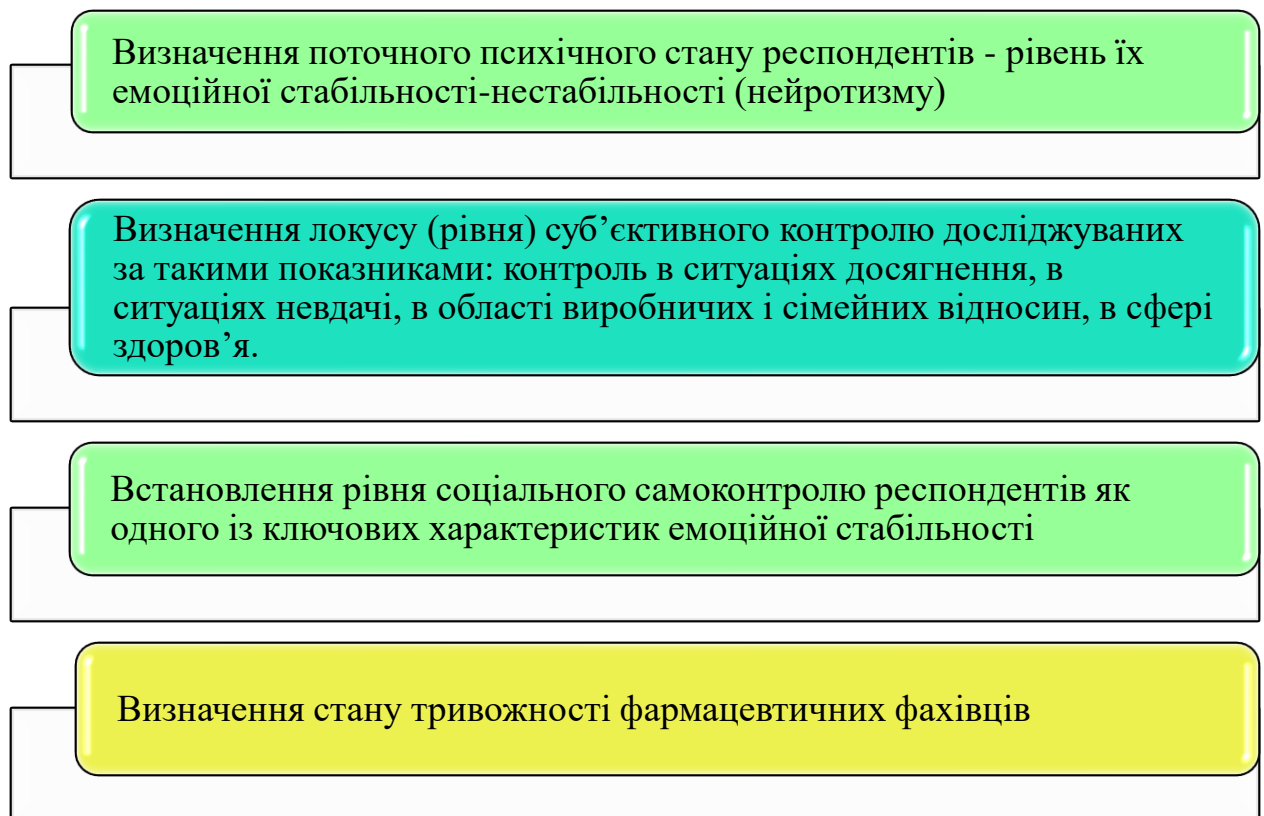 Визначення поточного психічного стану респондентів - рівень їх
емоційної стабільності-нестабільності (нейротизму)
Визначення локусу (рівня) суб’єктивного контролю досліджуваних
за такими показниками: контроль в ситуаціях досягнення, в
ситуаціях невдачі, в області виробничих і сімейних відносин, в сфері
здоров’я.
Встановлення рівня соціального самоконтролю респондентів як
одного із ключових характеристик емоційної стабільності
Визначення стану тривожності фармацевтичних фахівців